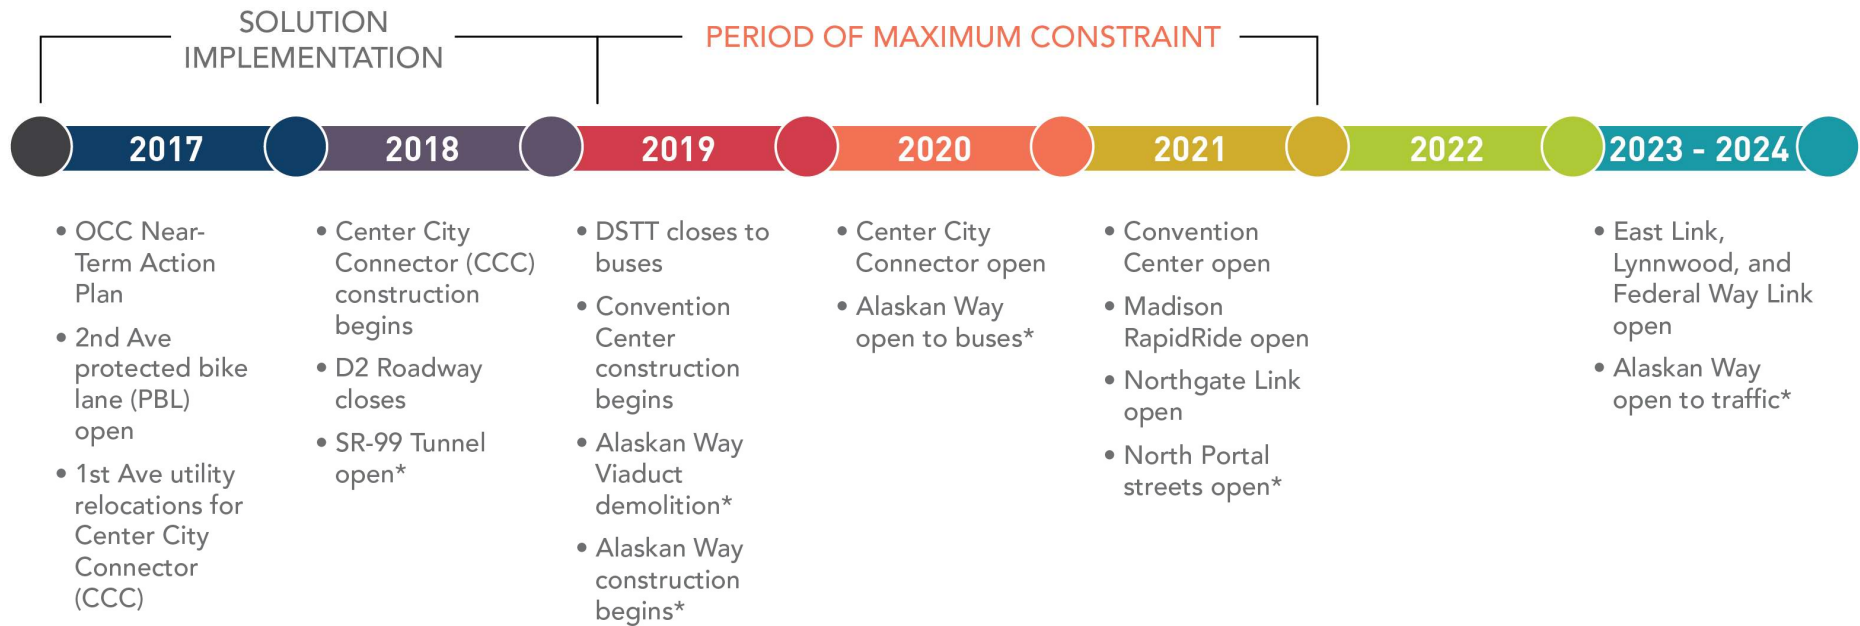 SOLUTION
IMPLEMENTATION
PERIOD OF MAXIMUM CONSTRAINT
2017
2018
2019
2020
2021
2022
2023 - 2024
• OCC Near-
Term Action
Plan
• 2nd Ave
protected bike
lane (PBL)
open
• 1st Ave utility
relocations for
Center City
Connector
(CCC)
• Center City
Connector (CCC)
construction
begins
• D2 Roadway
closes
• SR-99 Tunnel
open*
• DSTT closes to
buses
• Convention
Center
construction
begins
• Alaskan Way
Viaduct
demolition*
• Alaskan Way
construction
begins*
• Center City
Connector open
• Alaskan Way
open to buses*
• Convention
Center open
• Madison
RapidRide open
• Northgate Link
open
• North Portal
streets open*
• East Link,
Lynnwood, and
Federal Way Link
open
• Alaskan Way
open to traffic*